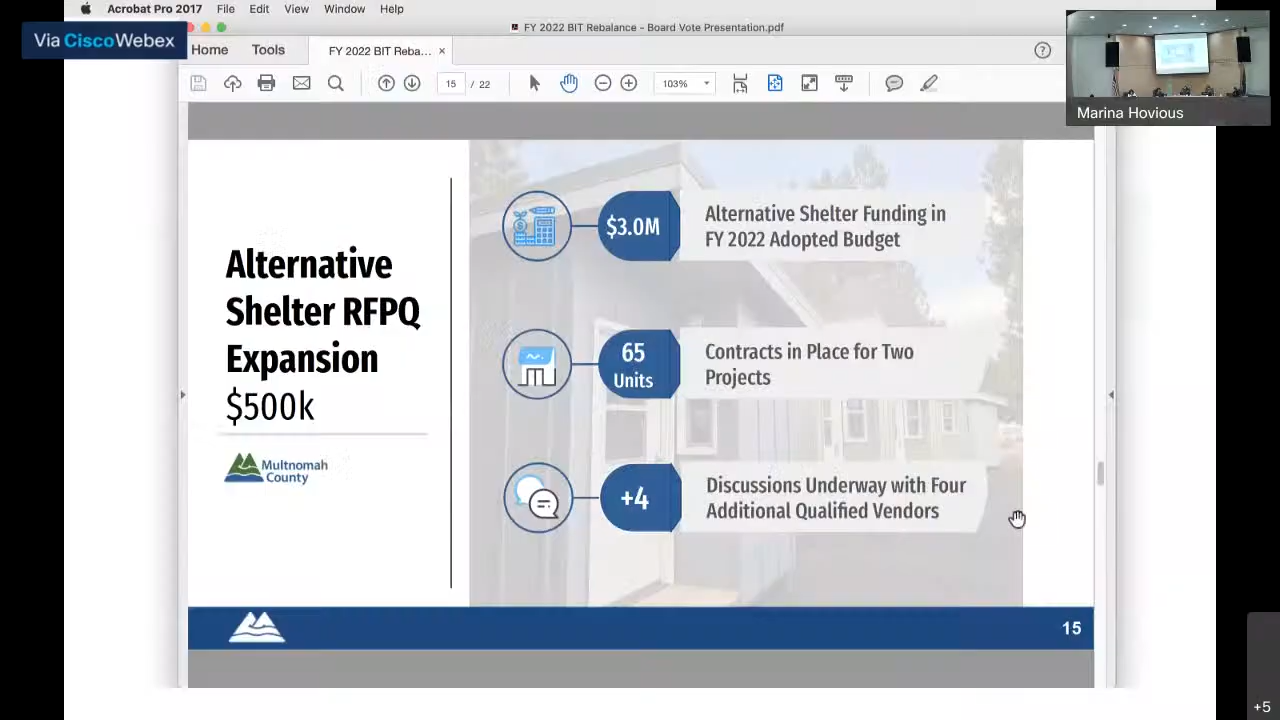 Acrobat Pro 2017 File Edit View Window Help
Via Cisco Webex
FY 2022 BIT Rebalance - Board Vote Presentation.pdf
Home Tools FY 2022 BIT Reba... ×
?
15 / 22
103%
Marina Hovious
Alternative
Shelter RFPQ
Expansion
$500k
Multnomah
County
$3.0M
Alternative Shelter Funding in
FY 2022 Adopted Budget
65
Units
Contracts in Place for Two
Projects
+4
Discussions Underway with Four
Additional Qualified Vendors
15
+5